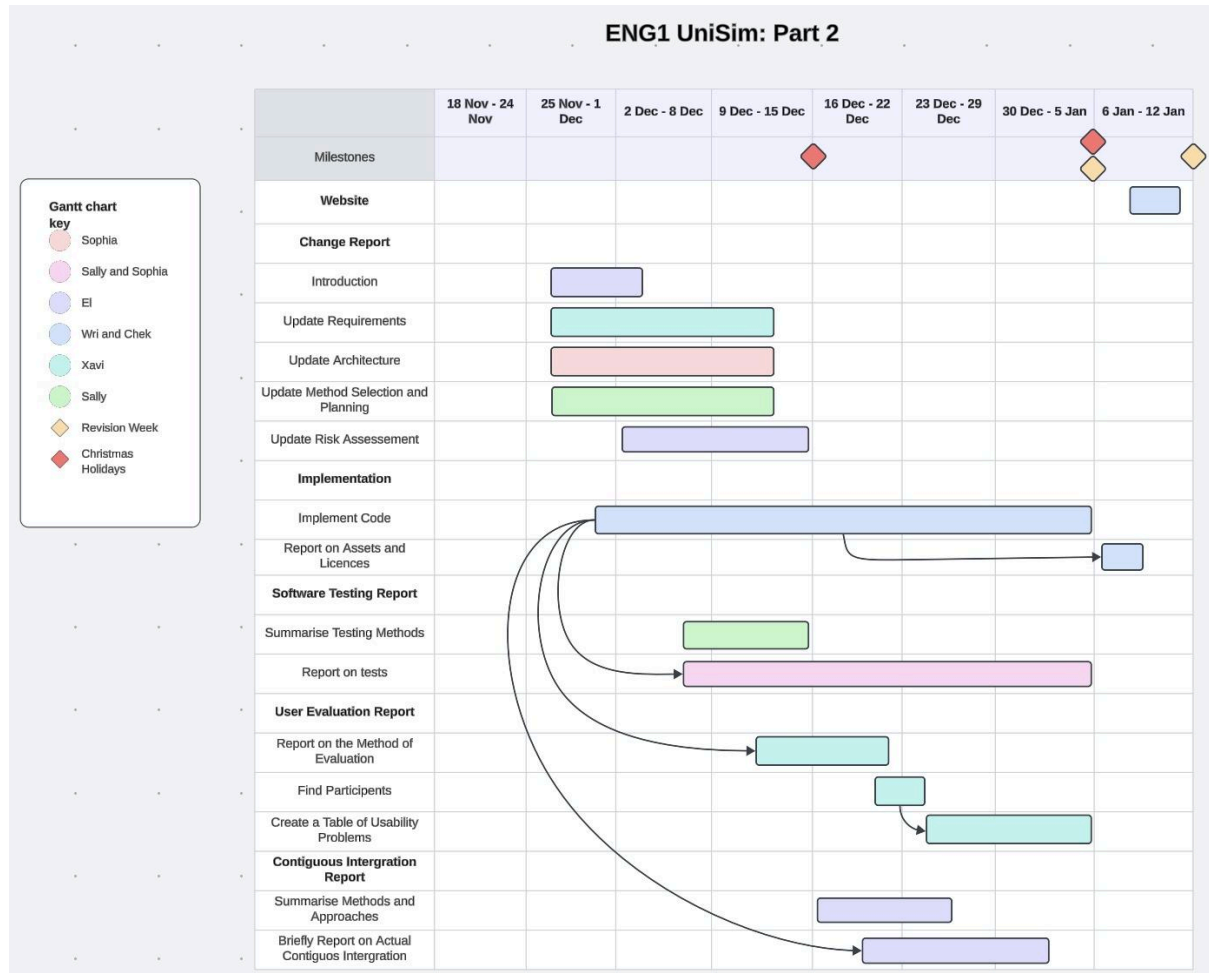 ENG1 UniSim: Part 2
18 Nov - 24
Nov
25 Nov - 1
Dec
2 Dec - 8 Dec
9 Dec - 15 Dec
16 Dec - 22
Dec
23 Dec - 29
Dec
30 Dec - 5 Jan
6 Jan - 12 Jan
Milestones
Gantt chart
key
Sophia
Sally and Sophia
El
Wri and Chek
Xavi
Sally
Revision Week
Christmas
Holidays
Website
Change Report
Introduction
Update Requirements
Update Architecture
Update Method Selection and
Planning
Update Risk Assessement
Implementation
Implement Code
Report on Assets and
Licences
Software Testing Report
Summarise Testing Methods
Report on tests
User Evaluation Report
Report on the Method of
Evaluation
Find Participents
Create a Table of Usability
Problems
Contiguous Intergration
Report
Summarise Methods and
Approaches
Briefly Report on Actual
Contiguos Intergration